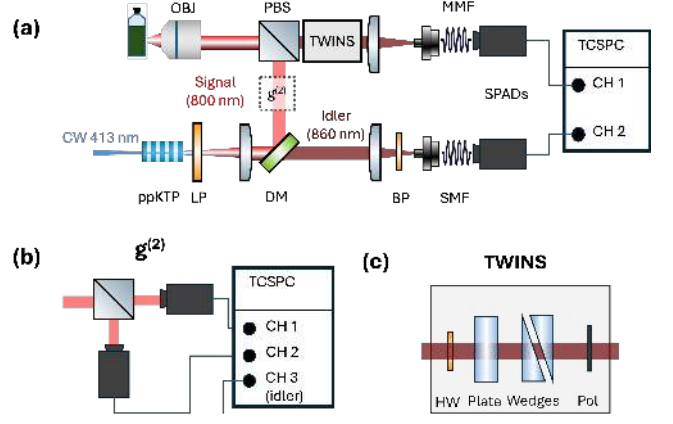 (a)
OBJ
PBS
MMF
TWINS
TCSPC
CH 1
CH 2
SPADs
Signal
(800 nm)
g(2)
Idler
(860 nm)
CW 413 nm
ppKTP
LP
DM
BP
SMF
(b)
g(2)
TCSPC
CH 1
CH 2
CH 3
(idler)
(c)
TWINS
HW
Plate
Wedges
Pol